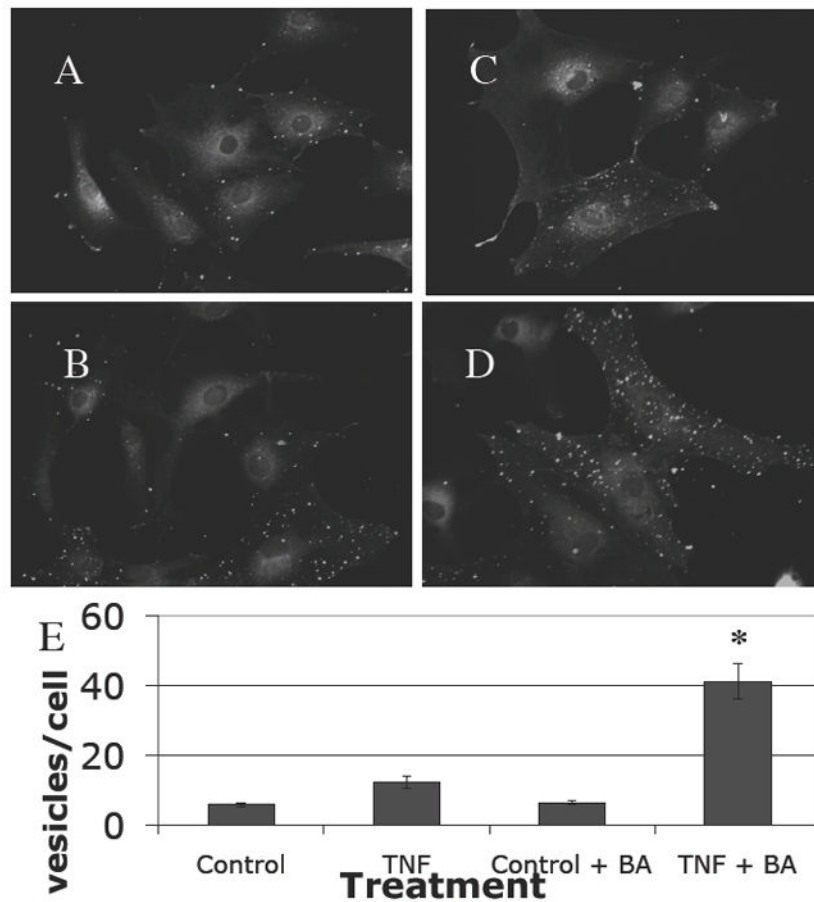 A
C
B
D
E
vesicles/cell
60
40
20
0
*
Control
TNF
Control + BA
TNF + BA
Treatment